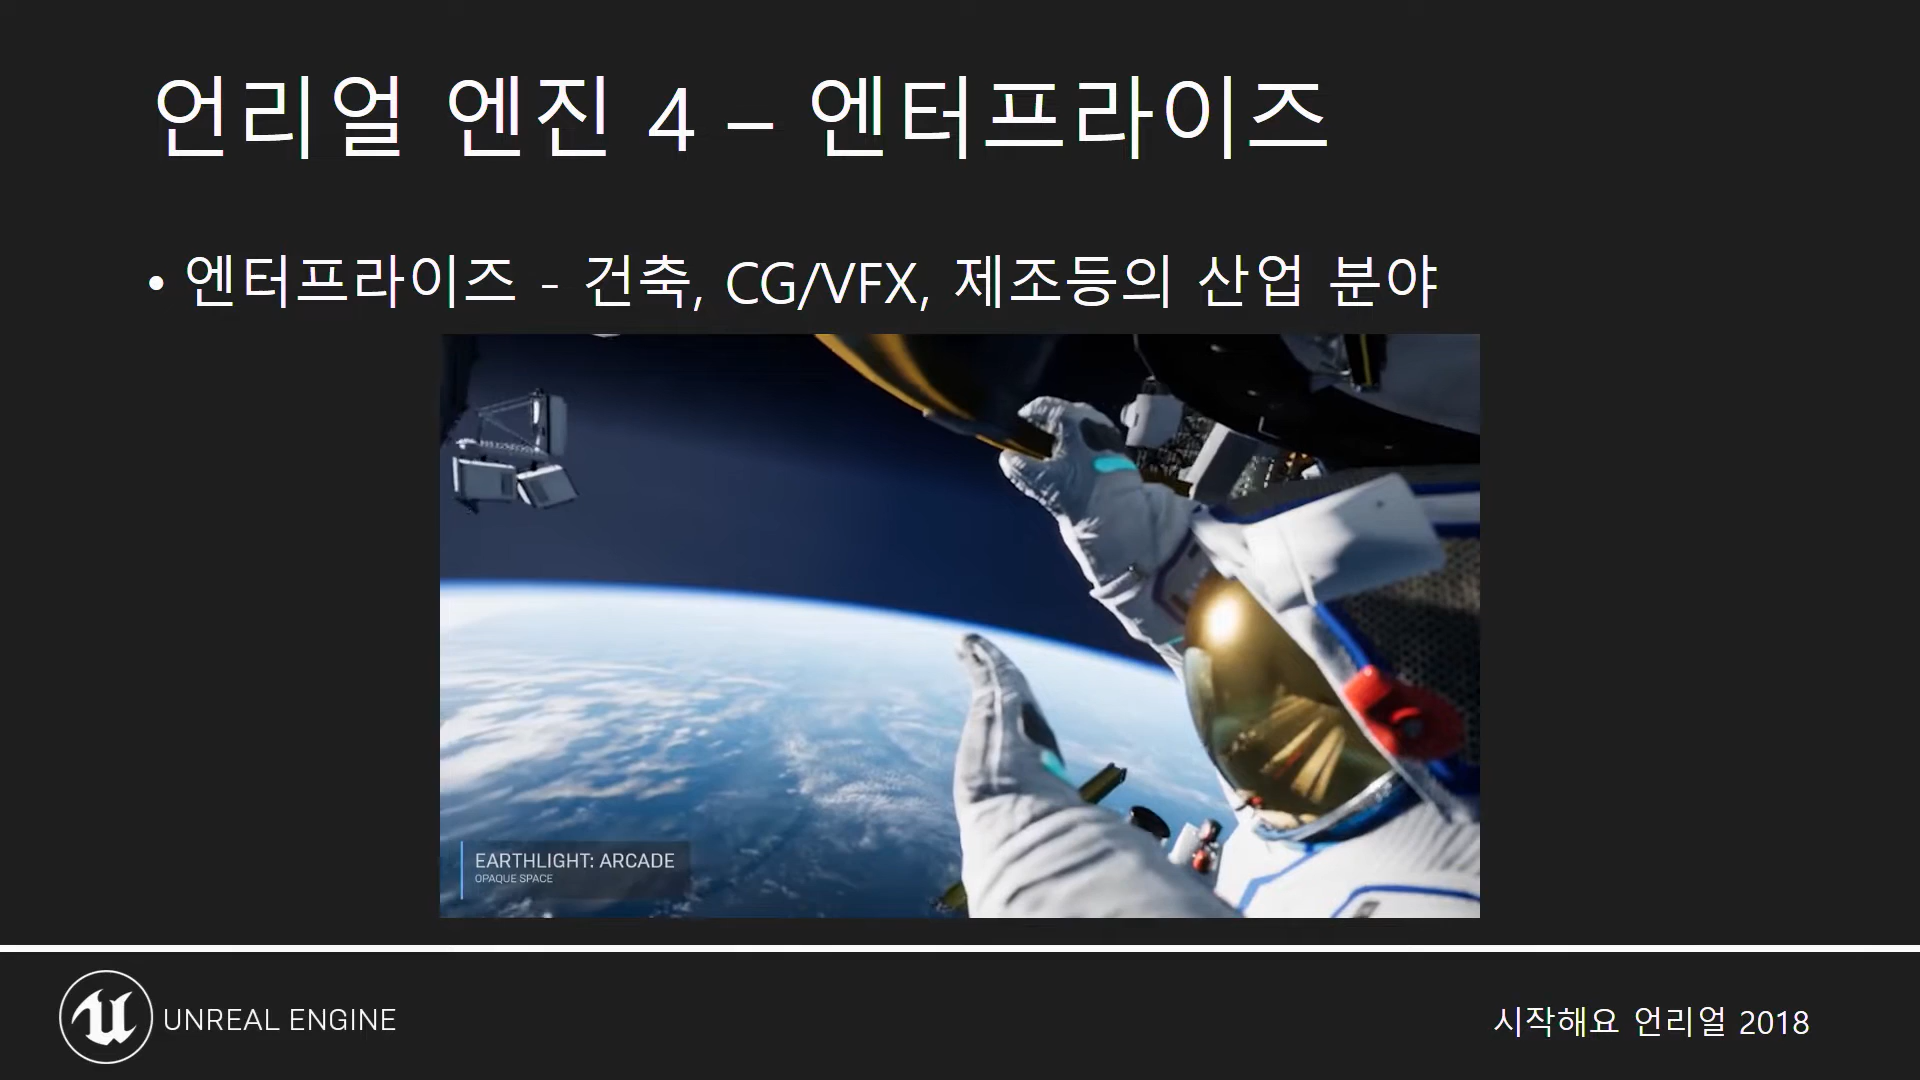 언리얼 엔진 4 – 엔터프라이즈
• 엔터프라이즈 - 건축, CG/VFX, 제조등의 산업 분야
EARTHLIGHT: ARCADE
OPAQUE SPACE
UNREAL ENGINE
시작해요 언리얼 2018